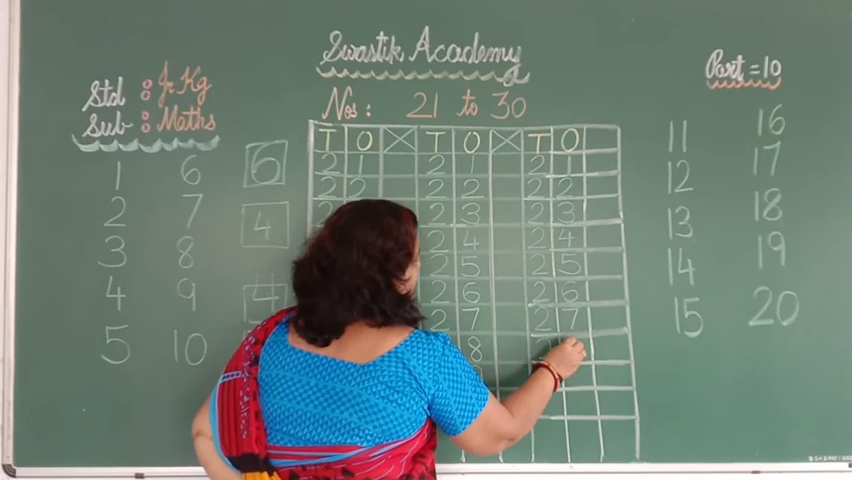 Swastik Academy
Std : Jr. Kg
Sub : Maths
Part = 10
Nos : 21 to 30
1 6
2 7
3 8
4 9
5 10
6
4
4
T O X T O X T O
2 1 2 1 2 1
2 2 2 2 2 2
2 2 3 2 3
2 4 2 4
2 5 2 5
2 6 2 6
2 7 2 7
8 2
11 16
12 17
13 18
14 19
15 20